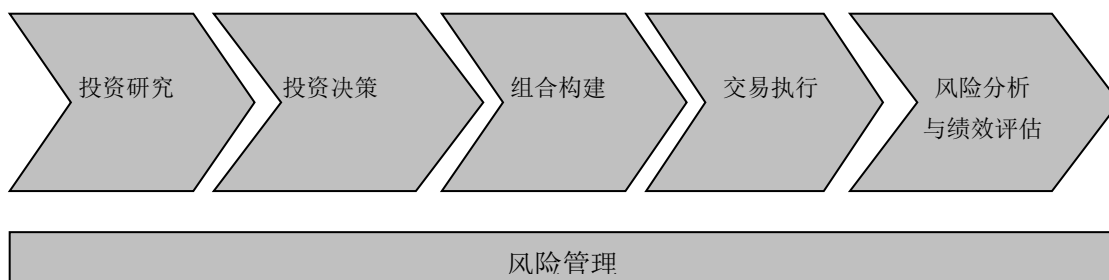 投资研究
投资决策
组合构建
交易执行
风险分析
与绩效评估
风险管理